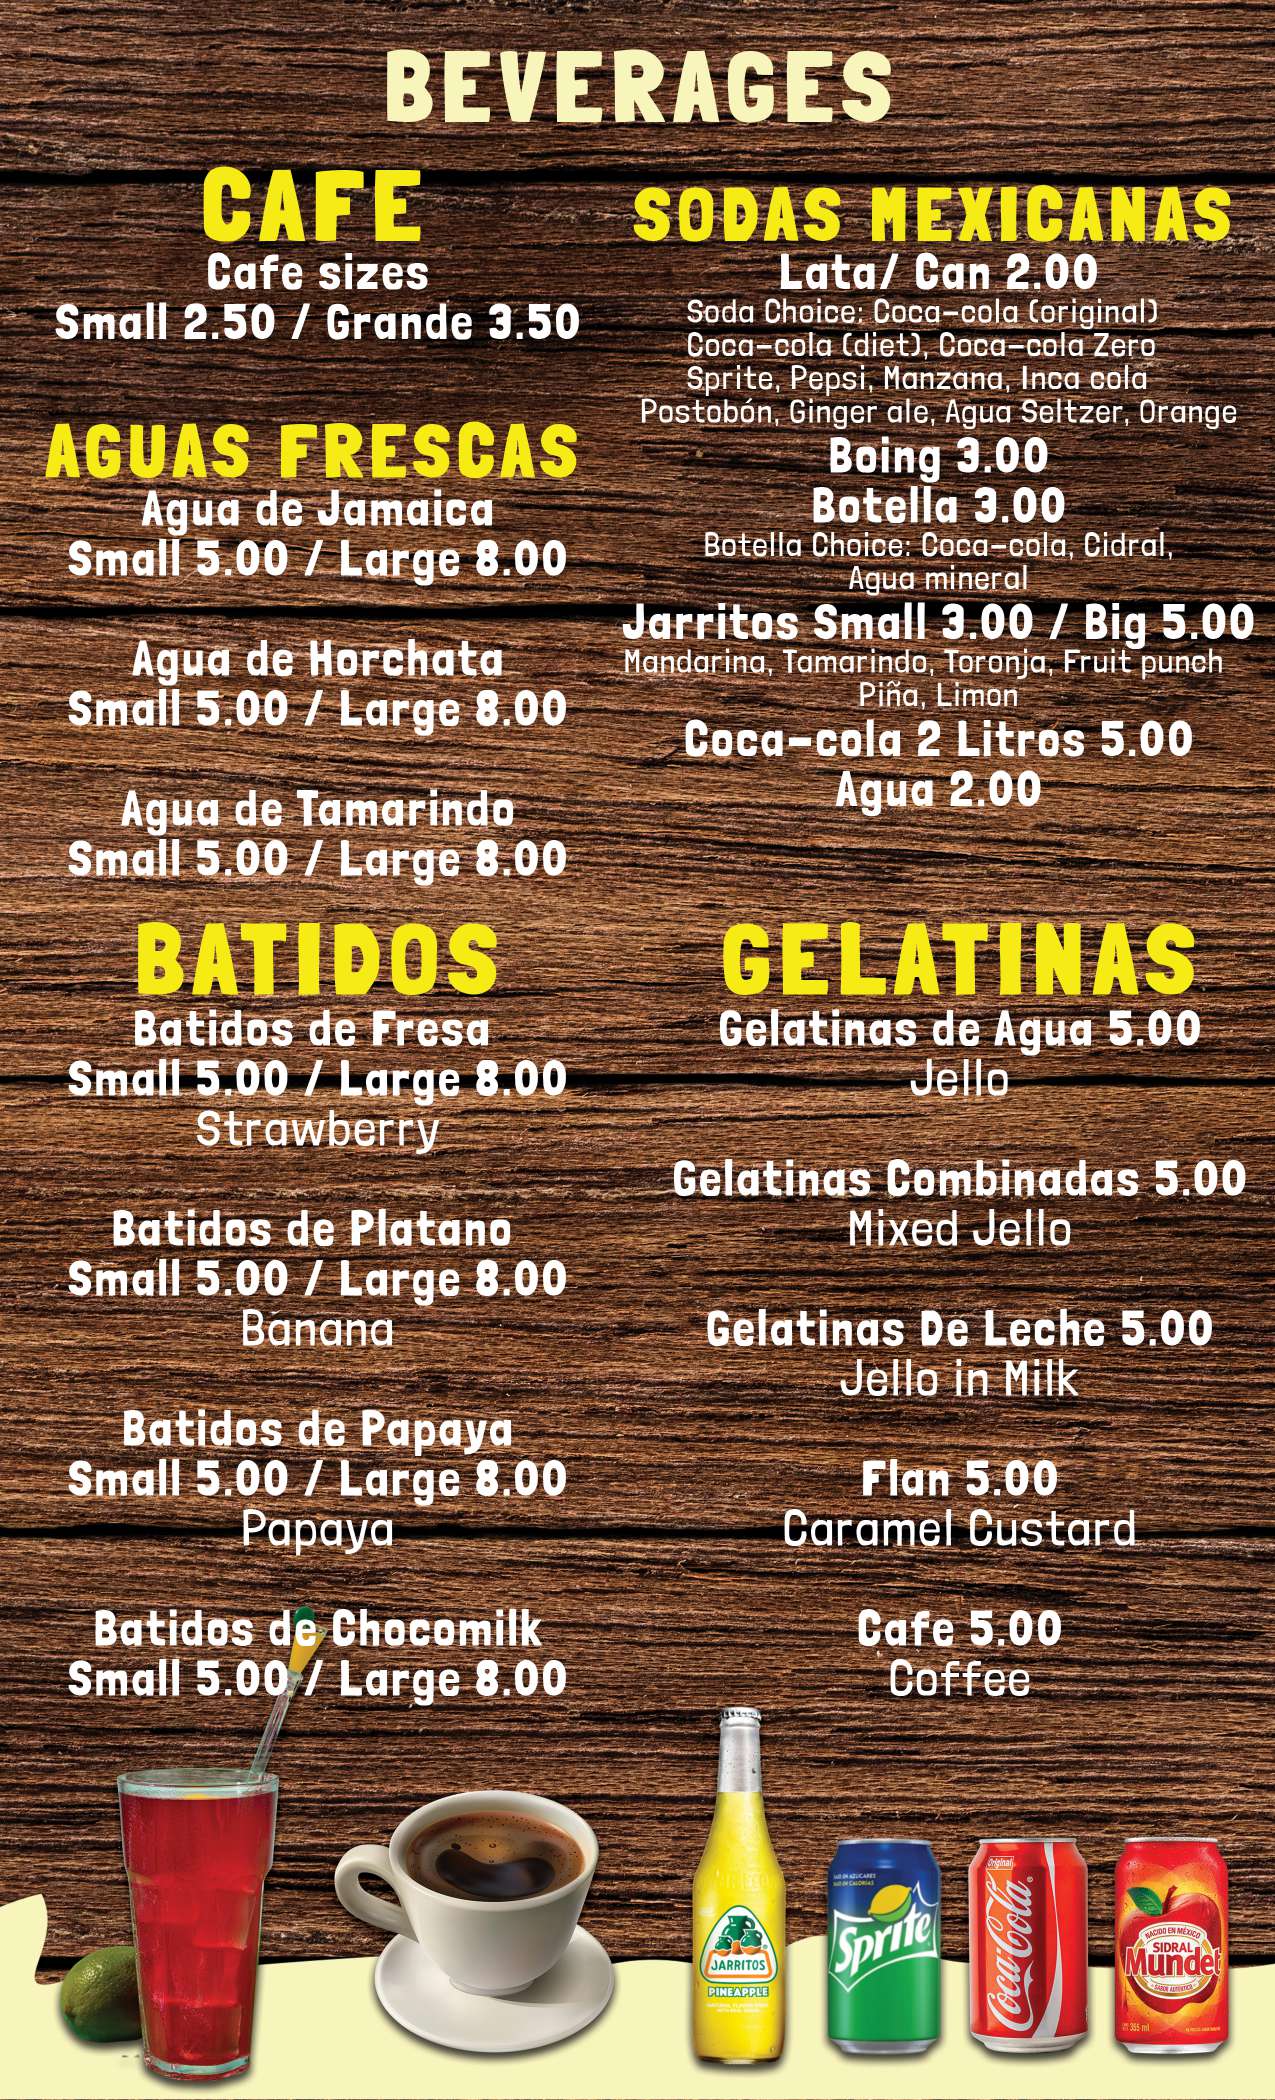 BEVERAGES
CAFE
Cafe sizes
Small 2.50 / Grande 3.50
AGUAS FRESCAS
Agua de Jamaica
Small 5.00 / Large 8.00
Agua de Horchata
Small 5.00 / Large 8.00
Agua de Tamarindo
Small 5.00 / Large 8.00
SODAS MEXICANAS
Lata/ Can 2.00
Soda Choice: Coca-cola (original)
Coca-cola (diet), Coca-cola Zero
Sprite, Pepsi, Manzana, Inca cola
Postobón, Ginger ale, Agua Seltzer, Orange
Boing 3.00
Botella 3.00
Botella Choice: Coca-cola, Cidral,
Agua mineral
Jarritos Small 3.00 / Big 5.00
Mandarina, Tamarindo, Toronja, Fruit punch
Piña, Limon
Coca-cola 2 Litros 5.00
Agua 2.00
BATIDOS
Batidos de Fresa
Small 5.00 / Large 8.00
Strawberry
Batidos de Platano
Small 5.00 / Large 8.00
Banana
Batidos de Papaya
Small 5.00 / Large 8.00
Papaya
Batidos de Chocomilk
Small 5.00 / Large 8.00
GELATINAS
Gelatinas de Agua 5.00
Jello
Gelatinas Combinadas 5.00
Mixed Jello
Gelatinas De Leche 5.00
Jello in Milk
Flan 5.00
Caramel Custard
Cafe 5.00
Coffee
JARRITOS
PINEAPPLE
Sprite
Original
Coca-Cola
NACIDO EN MÉXICO
SIDRAL
Mundet
355 ml